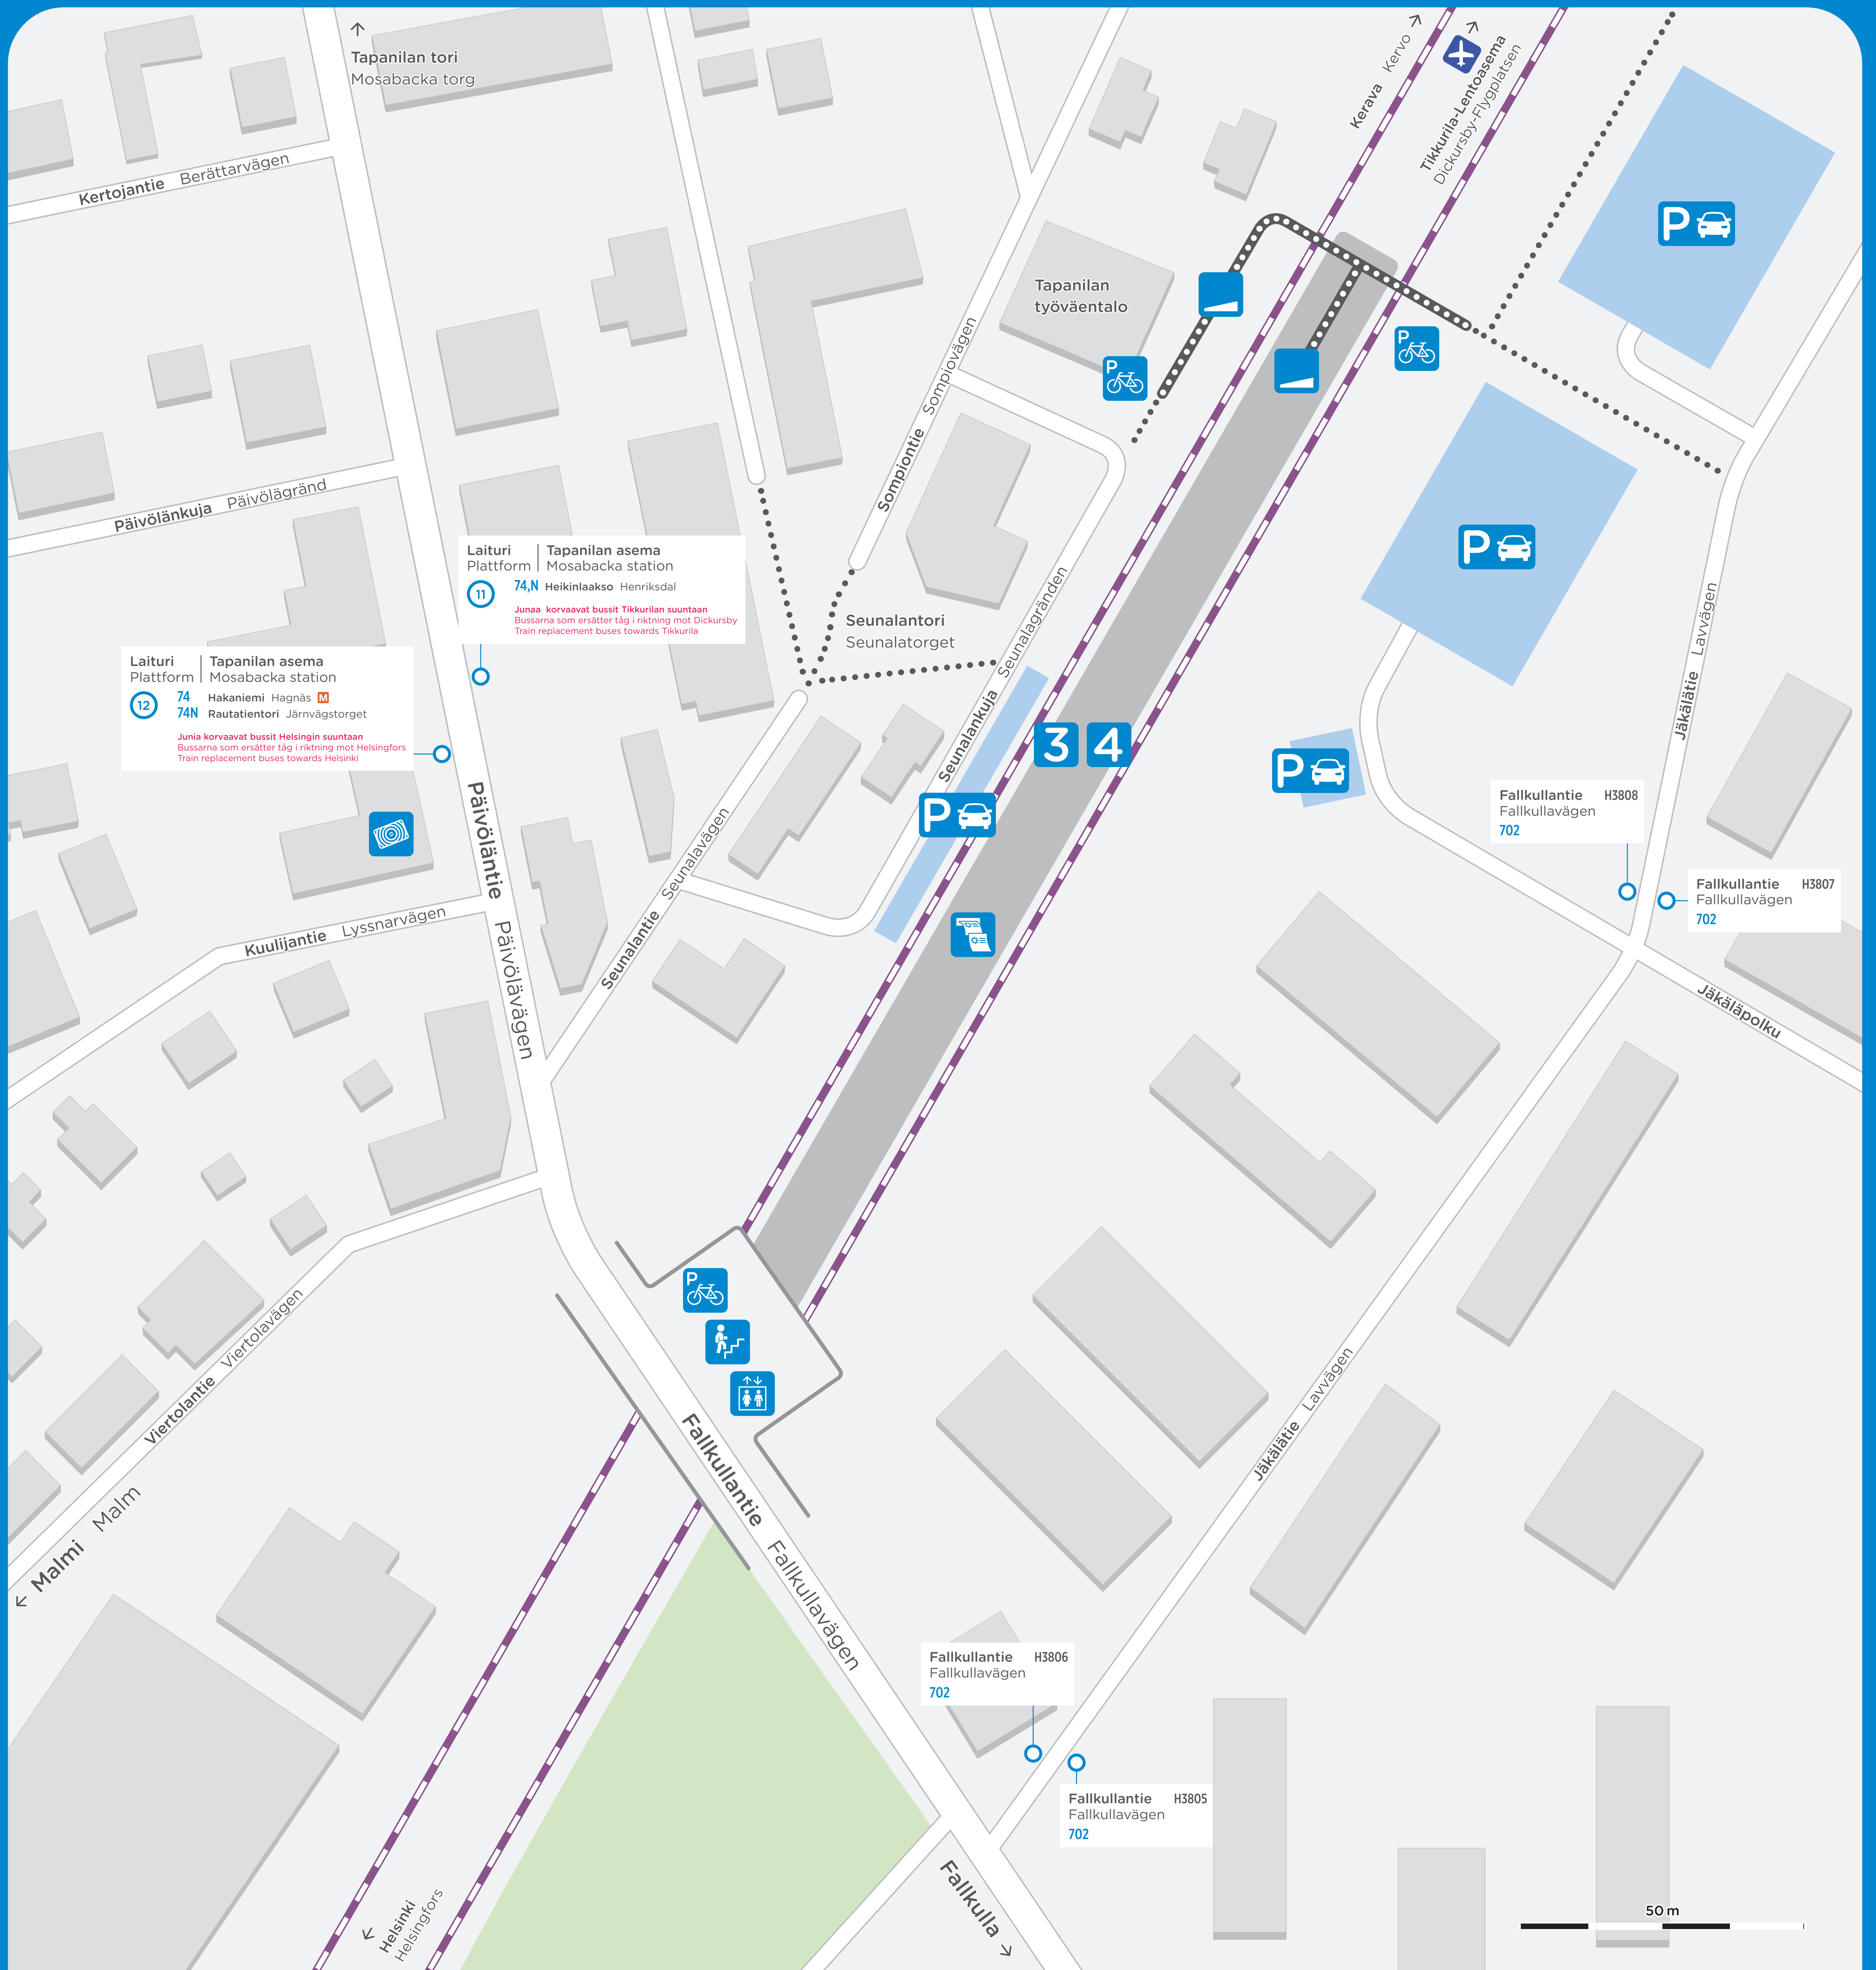 Tapanilan tori
Mosabacka torg
Kerava Kervo
Tikkurila-Lentoasema
Dickursby-Flygplatsen
Kertojantie Berättarvägen
P
Tapanilan
työväentalo
P
P
Sompiontie Sompiovägen
Päivölänkuja Päivölägränd
P
Laituri
Plattform
Tapanilan asema
Mosabacka station
11
74,N Heikinlaakso Henriksdal
Junaa korvaavat bussit Tikkurilan suuntaan
Bussarna som ersätter tåg i riktning mot Dickursby
Train replacement buses towards Tikkurila
Seunalantori
Seunalatorget
Seunalankuja Seunalagränden
Jäkälätie Lavvägen
Laituri
Plattform
Tapanilan asema
Mosabacka station
12
74 Hakaniemi Hagnäs M
74N Rautatientori Järnvägstorget
Junia korvaavat bussit Helsingin suuntaan
Bussarna som ersätter tåg i riktning mot Helsingfors
Train replacement buses towards Helsinki
3 4
P
P
Fallkullantie H3808
Fallkullavägen
702
Fallkullantie H3807
Fallkullavägen
702
Päivöläntie Päivölävägen
Seunalantie Seunalavägen
Kuulijantie Lyssnarvägen
Jäkäläpolku
P
Viertolantie Viertolavägen
Malmi Malm
Fallkullantie Fallkullavägen
Jäkälätie Lavvägen
Fallkullantie H3806
Fallkullavägen
702
Fallkullantie H3805
Fallkullavägen
702
Helsinki
Helsingfors
Fallkulla
50 m